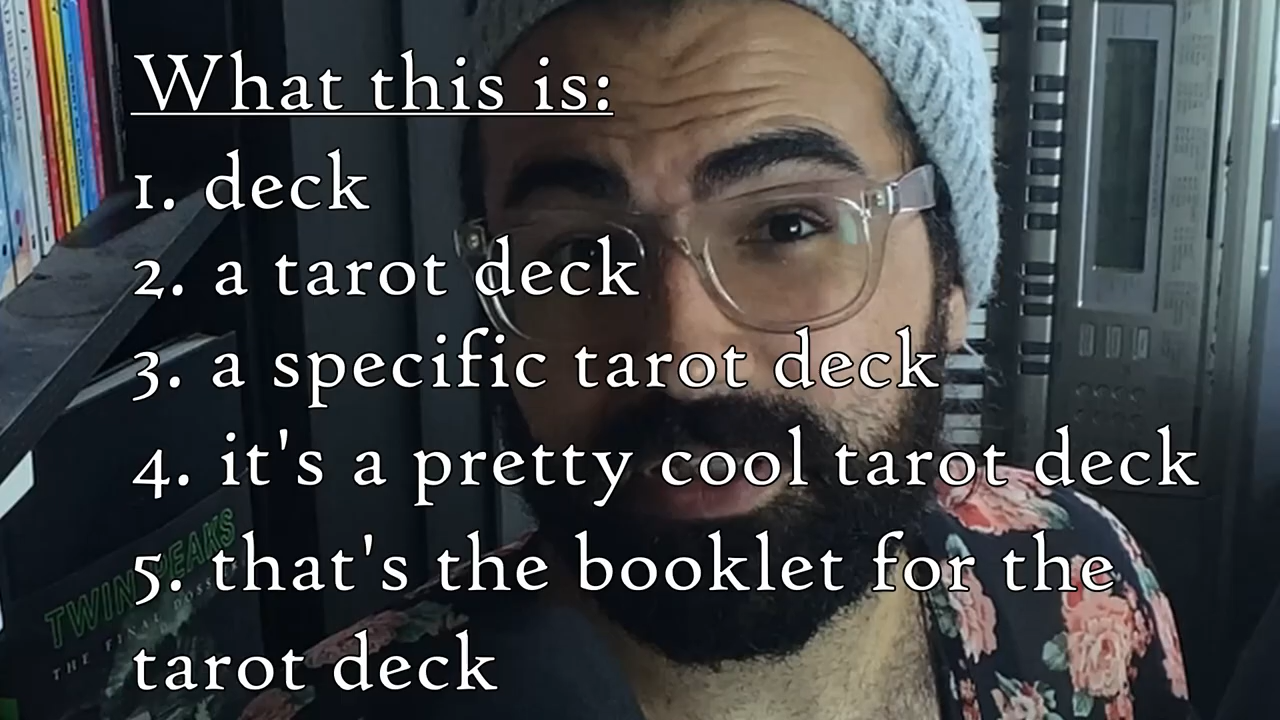 What this is:
1. deck
2. a tarot deck
3. a specific tarot deck
4. it's a pretty cool tarot deck
5. that's the booklet for the
tarot deck
TWIN PEAKS
THE FINAL DOSS